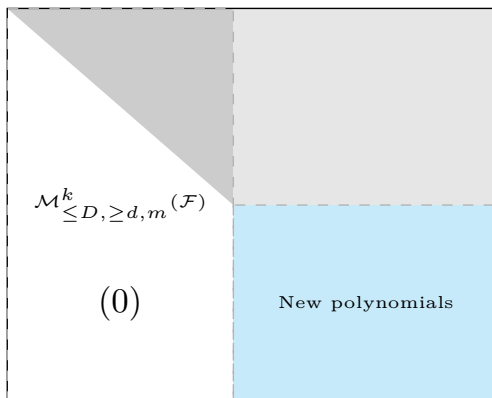 $\mathcal{M}^{k}_{\leq D, \geq d, m}(\mathcal{F})$
(0)
New polynomials